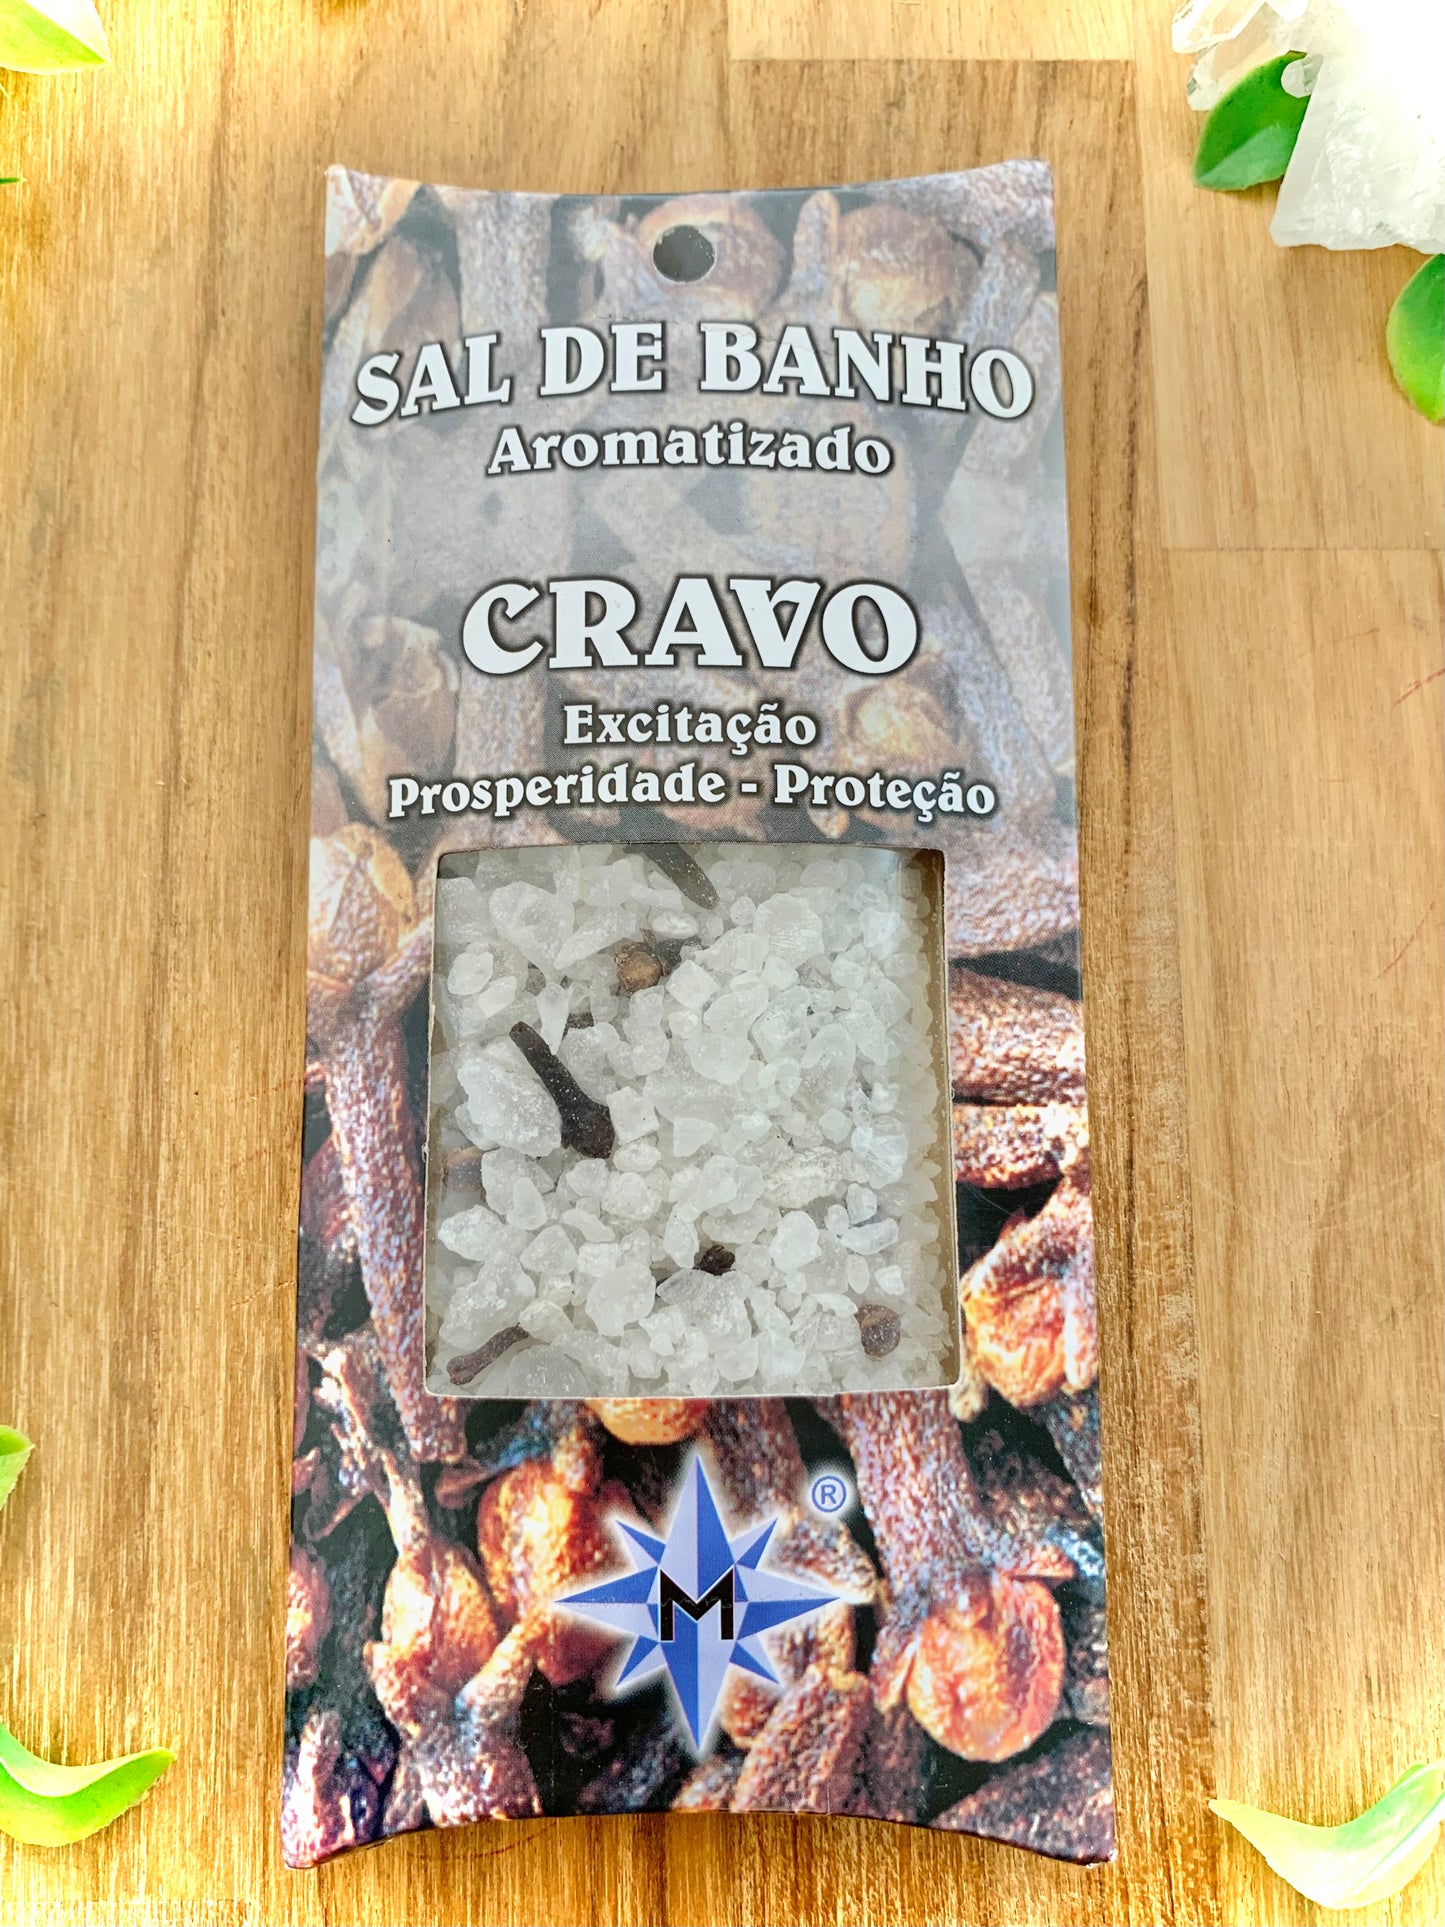 SAL DE BANHO
Aromatizado
CRAVO
Excitação
Prosperidade - Proteção
®
M